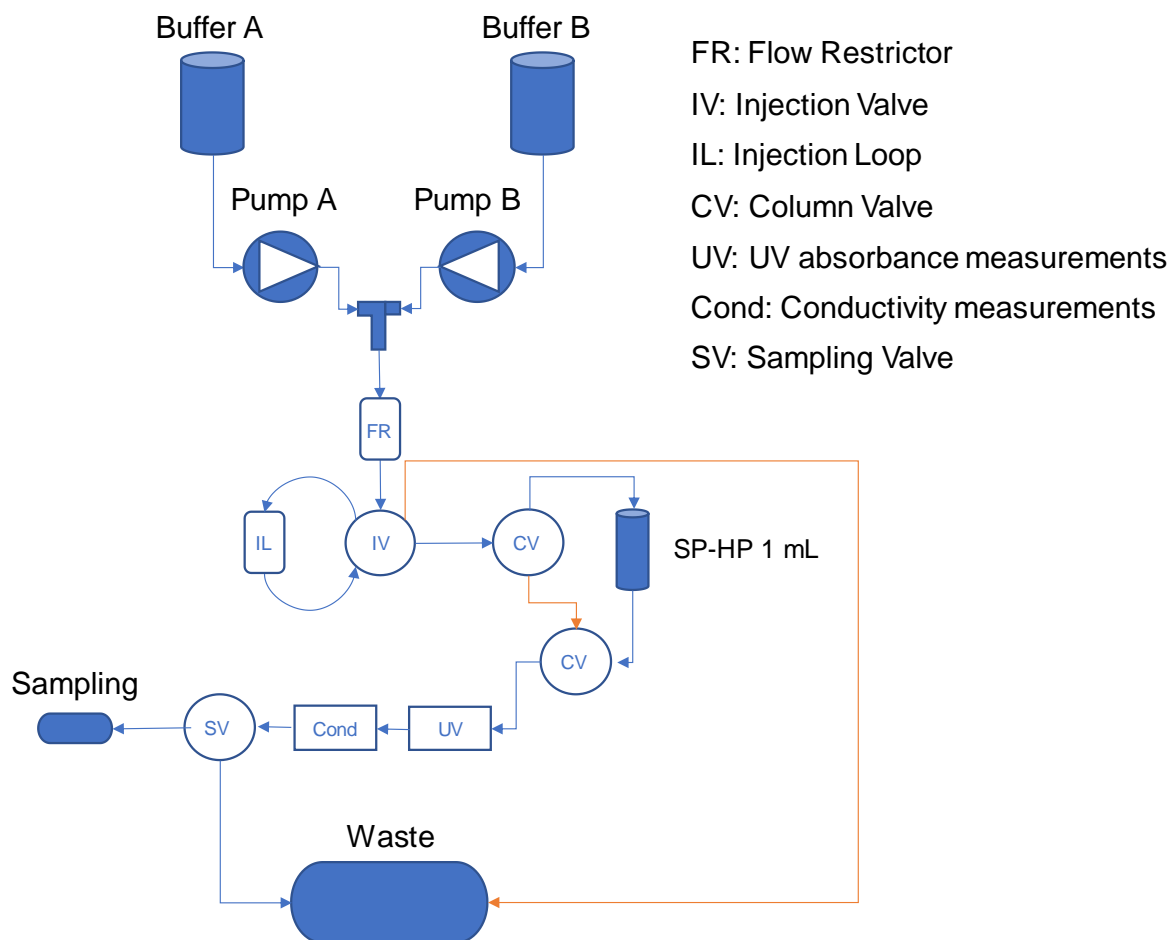 Buffer A
Buffer B
FR: Flow Restrictor
IV: Injection Valve
IL: Injection Loop
CV: Column Valve
UV: UV absorbance measurements
Cond: Conductivity measurements
SV: Sampling Valve
Pump A
Pump B
FR
IL
IV
CV
SP-HP 1 mL
CV
Sampling
SV
Cond
UV
Waste